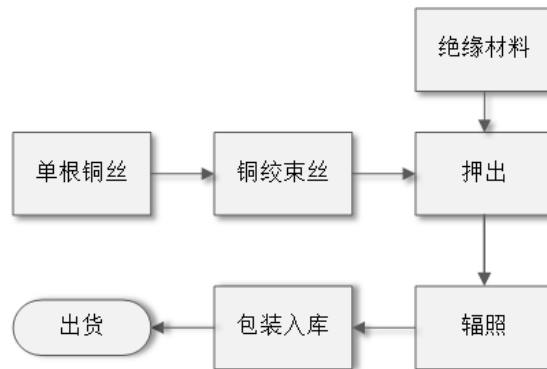 绝缘材料
单根铜丝
铜绞束丝
押出
出货
包装入库
辐照